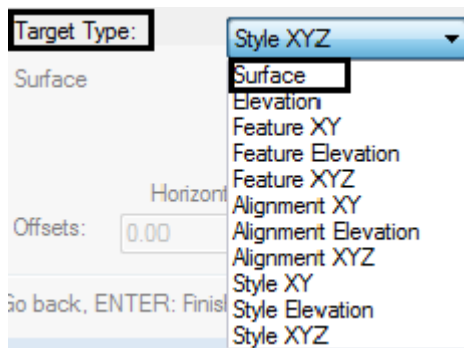 Target Type:
Style XYZ
Surface
Surface
Elevation
Feature XY
Feature Elevation
Feature XYZ
Horizont
Alignment XY
Offsets:
0.00
Alignment Elevation
Alignment XYZ
Style XY
Go back, ENTER: Finis
Style Elevation
Style XYZ